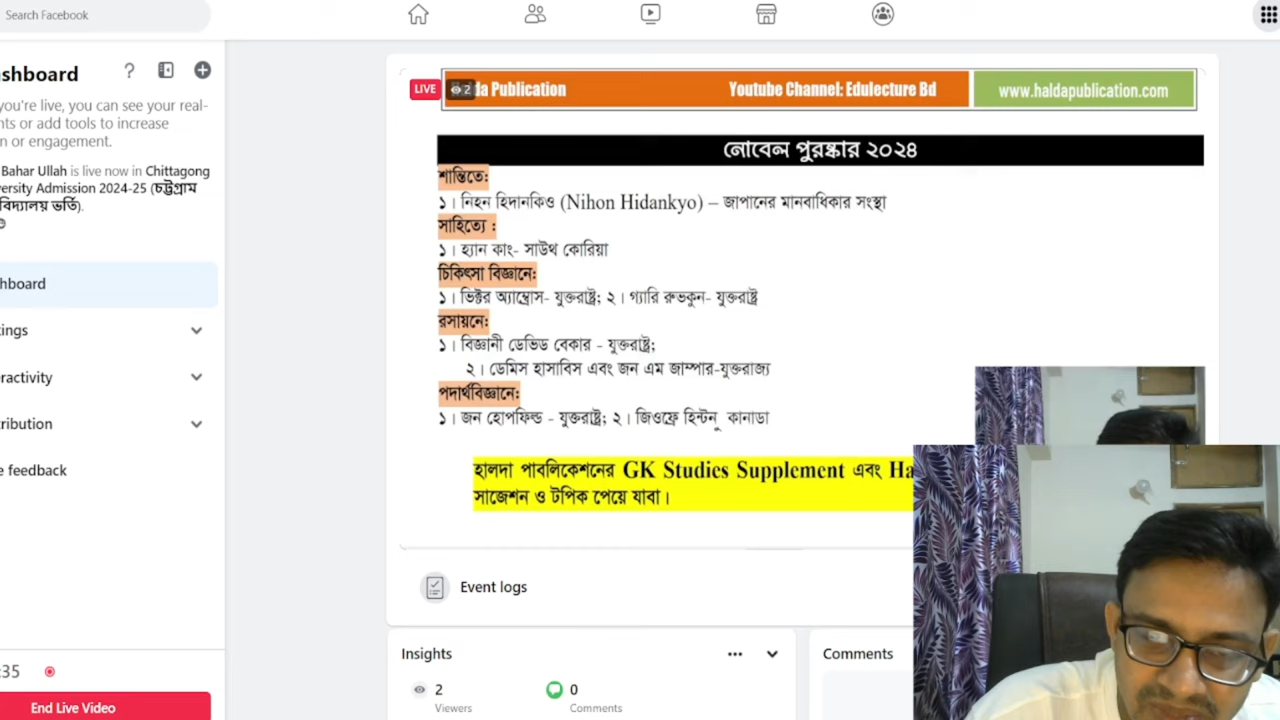 Search Facebook
shboard
you're live, you can see your real-
nts or add tools to increase
n or engagement.
Bahar Ullah is live now in Chittagong
ersity Admission 2024-25 (চট্টগ্রাম
বিদ্যালয় ভর্তি).
hboard
tings
eractivity
tribution
e feedback
:35
End Live Video
LIVE 2 da Publication Youtube Channel: Edulecture Bd www.haldapublication.com
নোবেল পুরষ্কার ২০২৪
শান্তিতে:
১। নিহন হিদানকিও (Nihon Hidankyo) – জাপানের মানবাধিকার সংস্থা
সাহিত্যে :
১। হ্যান কাং- সাউথ কোরিয়া
চিকিৎসা বিজ্ঞানে:
১। ভিক্টর অ্যাম্ব্রোস- যুক্তরাষ্ট্র; ২। গ্যারি রুভকুন- যুক্তরাষ্ট্র
রসায়নে:
১। বিজ্ঞানী ডেভিড বেকার - যুক্তরাষ্ট্র;
২। ডেমিস হাসাবিস এবং জন এম জাম্পার-যুক্তরাজ্য
পদার্থবিজ্ঞানে:
১। জন হোপফিল্ড - যুক্তরাষ্ট্র; ২। জিওফ্রে হিন্টন, কানাডা
হালদা পাবলিকেশনের GK Studies Supplement এবং Ha
সাজেশন ও টপিক পেয়ে যাবা।
Event logs
Insights
2
Viewers
0
Comments
Comments